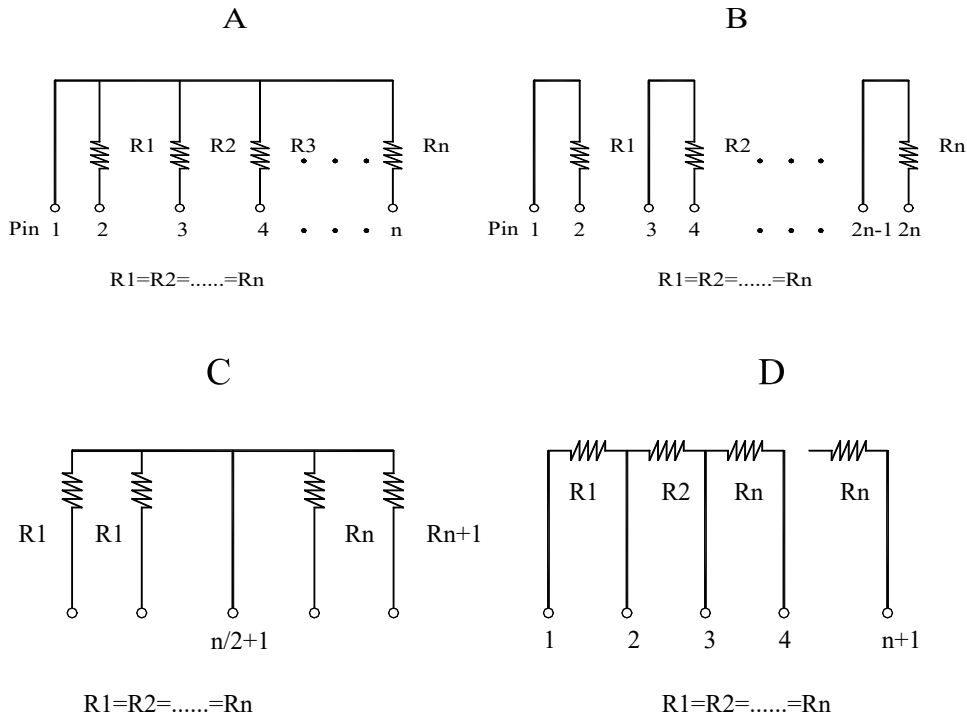 A
B
R1 R2 R3 . . . Rn
R1 R2 . . . Rn
Pin 1 2 3 4 . . . n
Pin 1 2 3 4 . . . 2n-1 2n
R1=R2=......=Rn
R1=R2=......=Rn
C
D
R1 R1 Rn Rn+1
R1 R2 Rn Rn
n/2+1
1 2 3 4 n+1
R1=R2=......=Rn
R1=R2=......=Rn